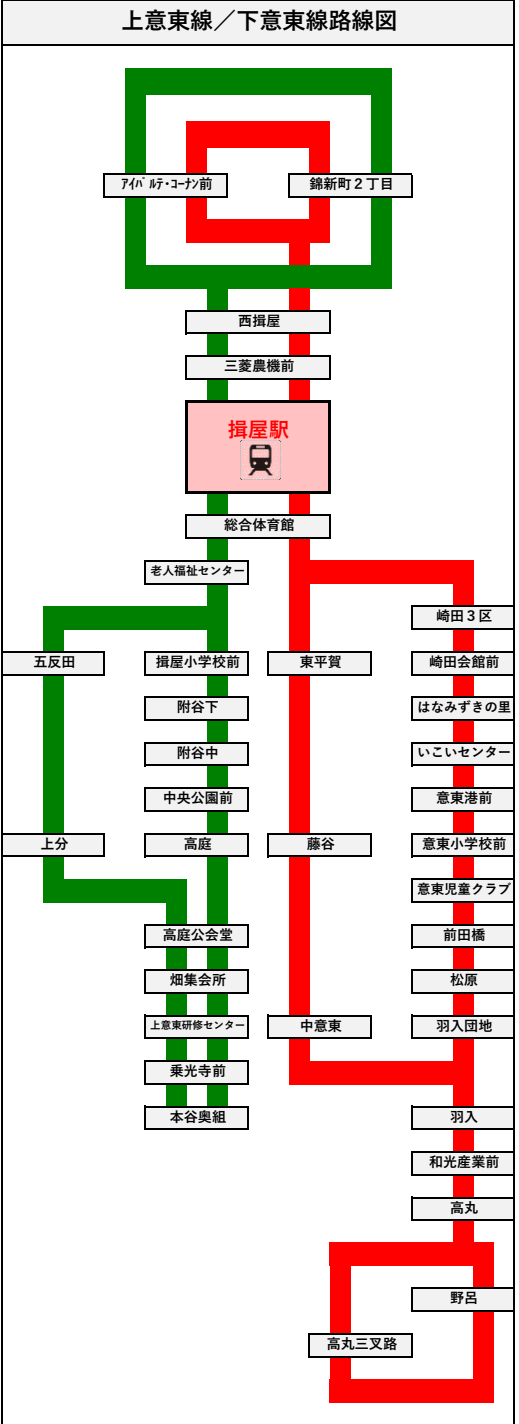 上意東線／下意東線路線図
ｱｲﾊﾟﾙﾃ･ｺｰﾅﾝ前
錦新町２丁目
西揖屋
三菱農機前
揖屋駅
総合体育館
老人福祉センター
崎田３区
五反田
揖屋小学校前
東平賀
崎田会館前
附谷下
はなみずきの里
附谷中
いこいセンター
中央公園前
意東港前
上分
高庭
藤谷
意東小学校前
意東児童クラブ
高庭公会堂
前田橋
畑集会所
松原
上意東研修センター
中意東
羽入団地
乗光寺前
本谷奥組
羽入
和光産業前
高丸
野呂
高丸三叉路